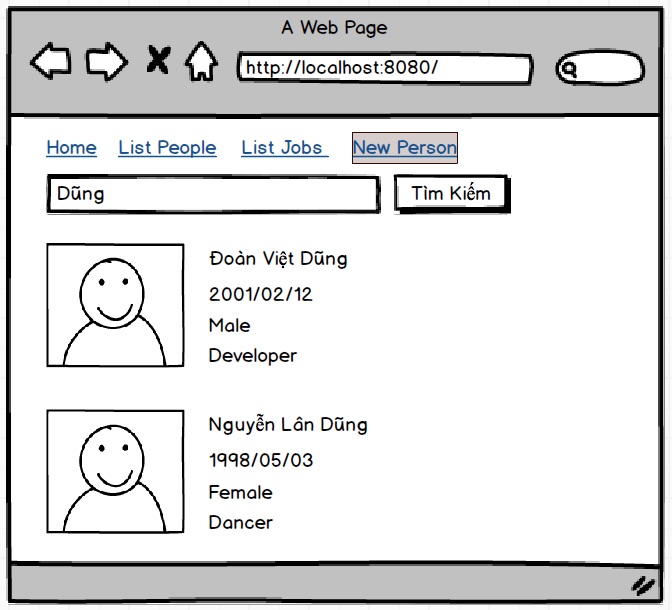 A Web Page
http://localhost:8080/
Home List People List Jobs New Person
Dũng Tìm Kiếm
Đoàn Việt Dũng
2001/02/12
Male
Developer
Nguyễn Lân Dũng
1998/05/03
Female
Dancer